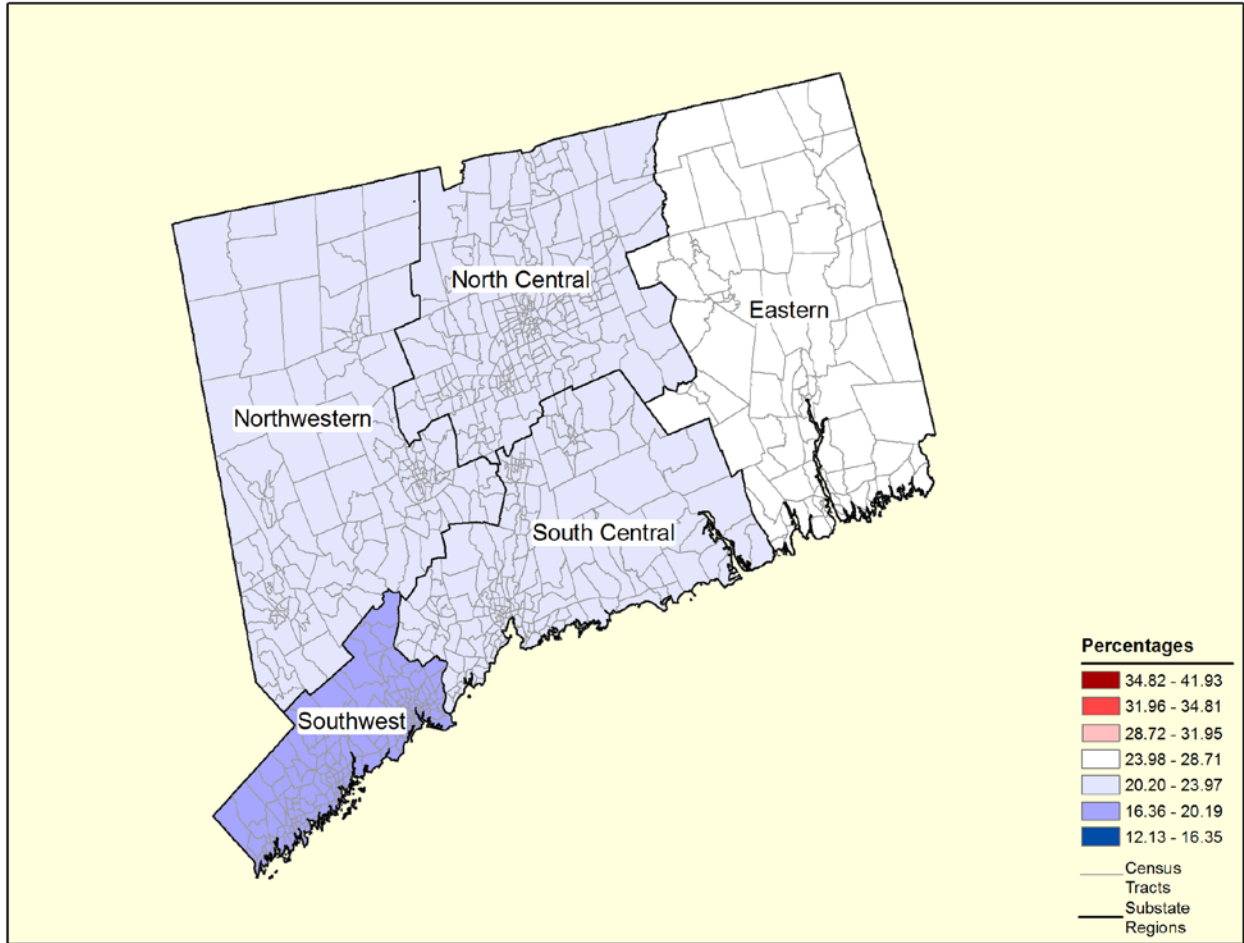 North Central
Eastern
Northwestern
South Central
Southwest
Percentages
34.82 - 41.93
31.96 - 34.81
28.72 - 31.95
23.98 - 28.71
20.20 - 23.97
16.36 - 20.19
12.13 - 16.35
Census
Tracts
Substate
Regions